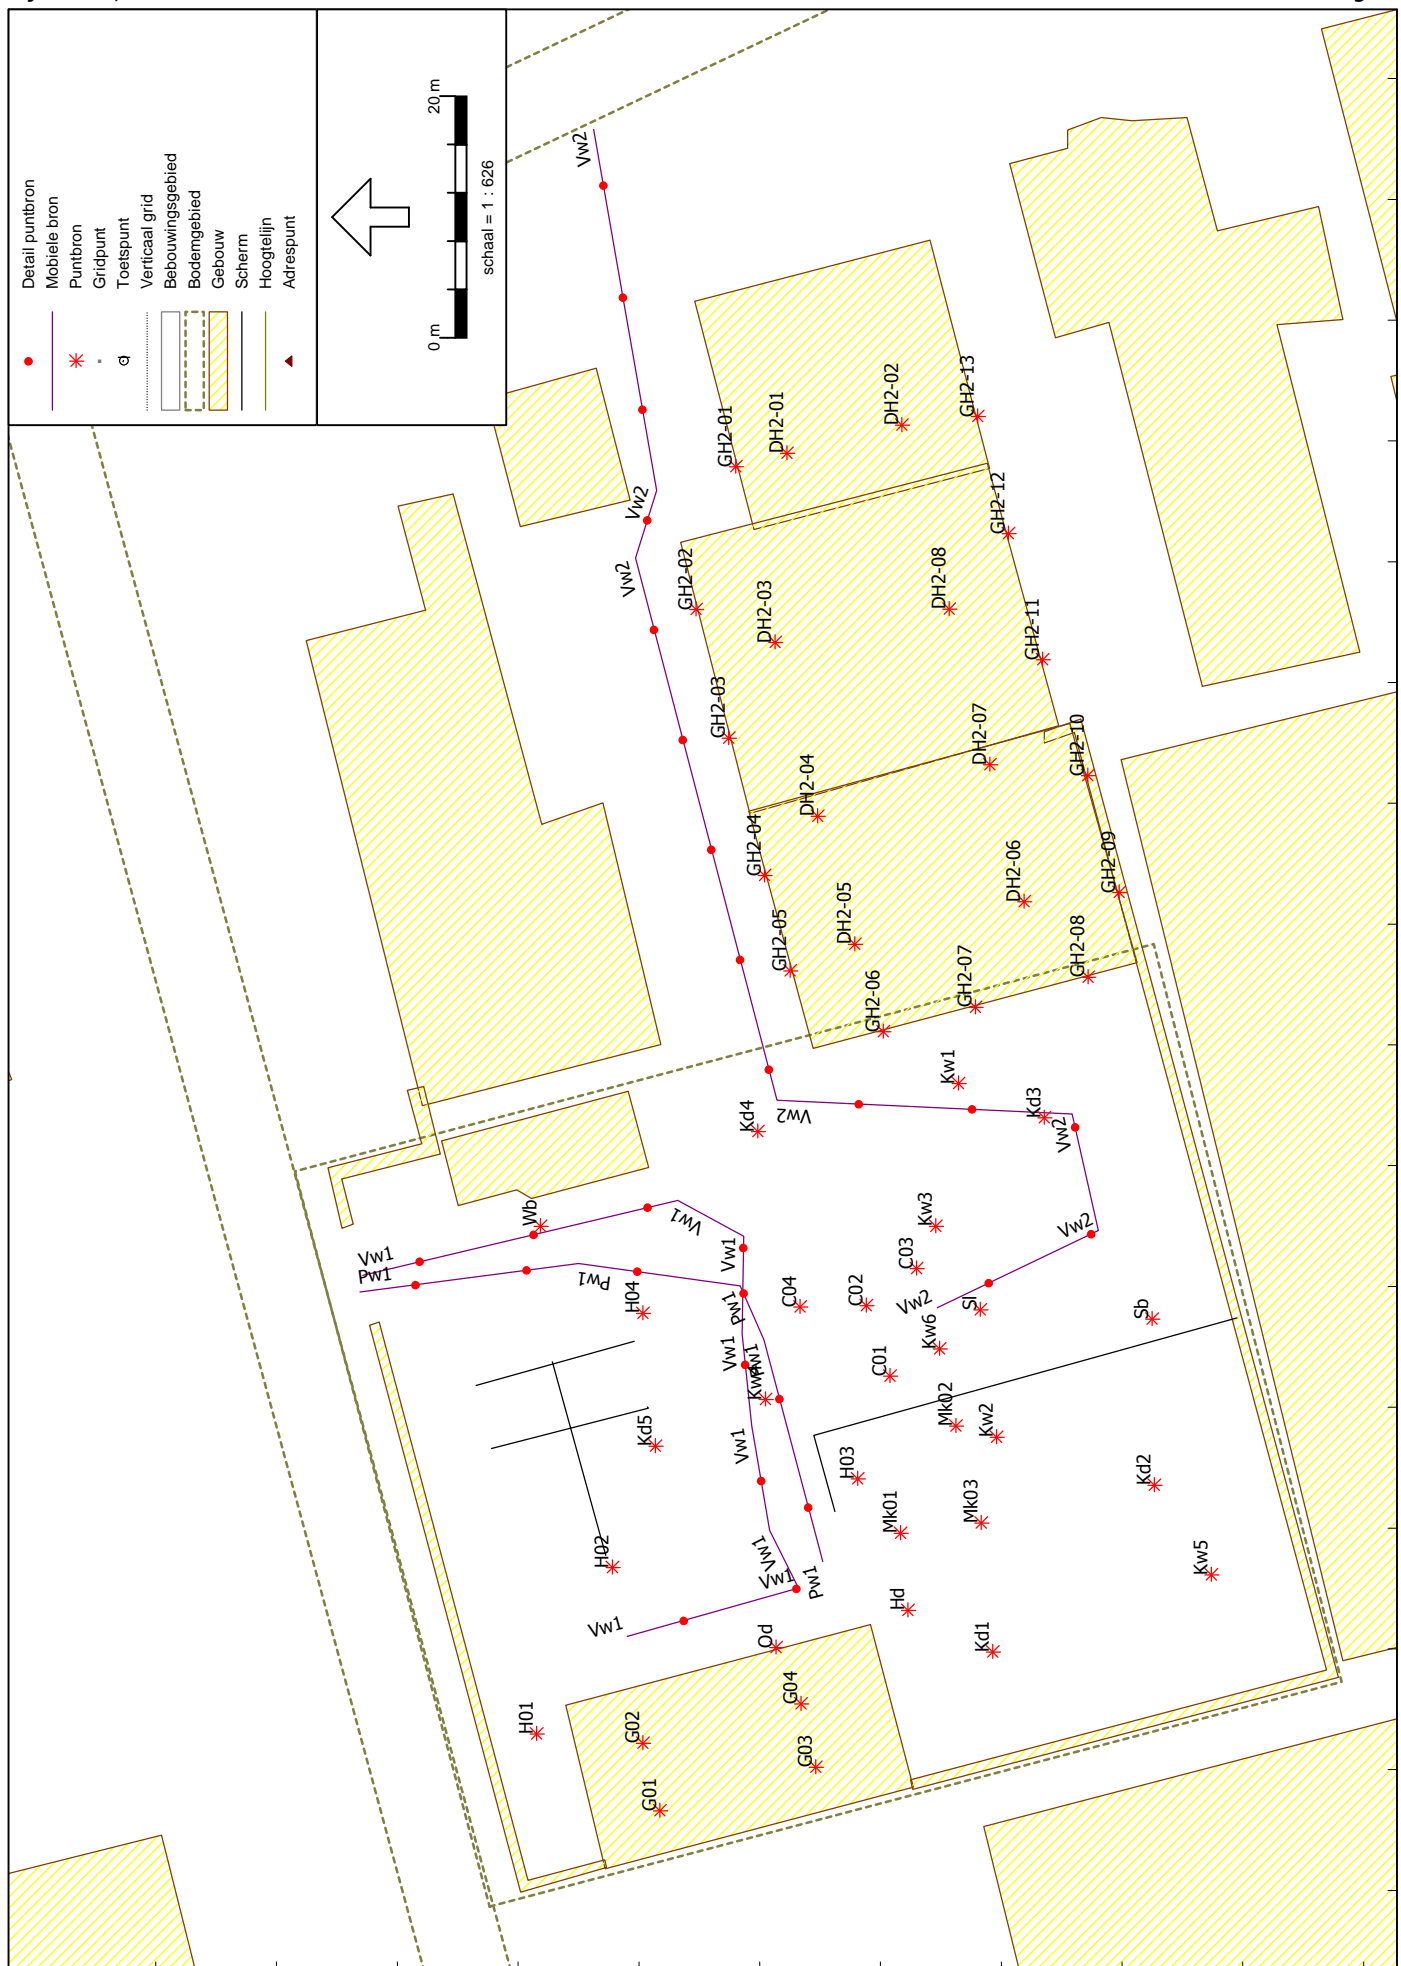 Detail puntbron
Mobiele bron
Puntbron
Gridpunt
Toetspunt
Verticaal grid
Bebouwingsgebied
Bodemgebied
Gebouw
Scherm
Hoogtelijn
Adrespunt
0 m
20 m
schaal = 1 : 626
Vw2
Vw2
Vw2
GH2-01
DH2-01
DH2-02
GH2-13
GH2-12
GH2-02
DH2-03
DH2-08
GH2-11
GH2-03
DH2-04
DH2-07
GH2-10
GH2-04
DH2-05
DH2-06
GH2-09
GH2-05
GH2-06
GH2-07
GH2-08
Kw1
Kd3
Kd4
Vw2
Vw2
Wb
Vw1
Vw1
Vw1
Kw3
Vw2
Pw1
Pw1
H04
Pw1
C04
C02
C03
Vw2
Sl
Sb
Vw1
Pw1
Kw4
C01
Kw6
Kd5
Vw1
Mk02
Kw2
H03
Kd2
H02
Vw1
Mk01
Mk03
Vw1
Pw1
Kw5
Vw1
Od
Hd
Kd1
H01
G02
G04
G03
G01